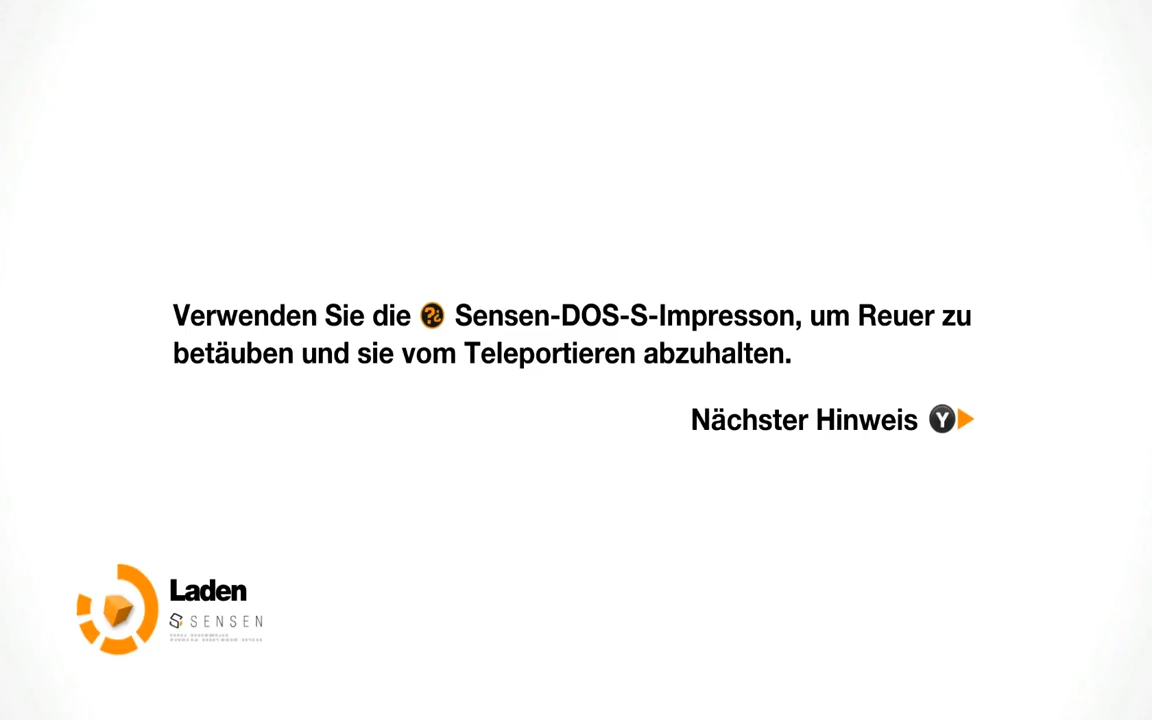 Verwenden Sie die Sensen-DOS-S-Impresson, um Reuer zu
betäuben und sie vom Teleportieren abzuhalten.
Nächster Hinweis Y
Laden
SENSEN